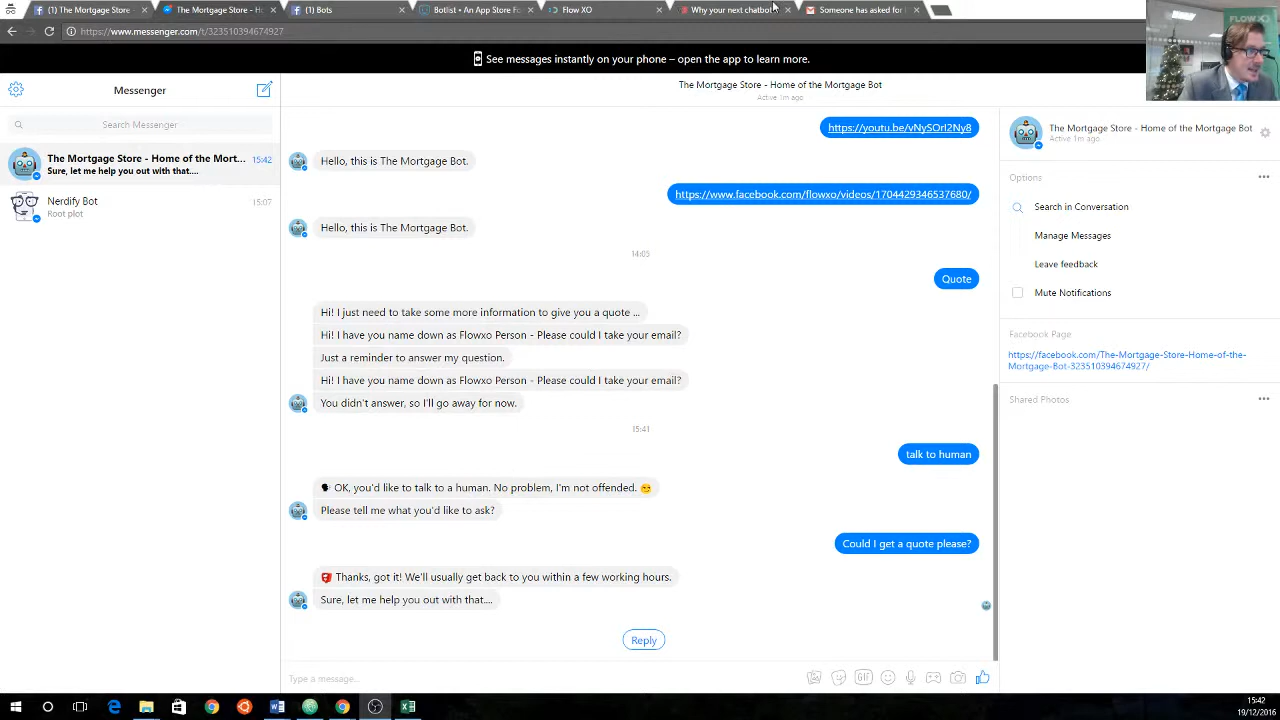 (1) The Mortgage Store -
The Mortgage Store - H
(1) Bots
Botist - An App Store Fo
Flow XO
Why your next chatbot
Someone has asked for
https://www.messenger.com/t/323510394674927
FLOW XO
See messages instantly on your phone – open the app to learn more.
Messenger
Search Messenger
The Mortgage Store - Home of the Mort...
15:42
Sure, let me help you out with that....
Nerdify Bot
15:07
Root plot
The Mortgage Store - Home of the Mortgage Bot
Active 1m ago
https://youtu.be/vNySOrI2Ny8
Hello, this is The Mortgage Bot.
https://www.facebook.com/flowxo/videos/1704429346537680/
Hello, this is The Mortgage Bot.
14:05
Quote
Hi! I just need to take some more information to give you a quote ...
Hi! I have you name down as Flowxo Person - Please could I take your email?
Just a reminder to answer my question.
Hi! I have you name down as Flowxo Person - Please could I take your email?
You didn't answer, so I'll go away for now.
15:41
talk to human
OK, you'd like to talk to a human. No problem, I'm not offended.
Please tell me what you'd like to ask?
Could I get a quote please?
Thanks, got it! We'll usually get back to you within a few working hours.
Sure, let me help you out with that....
Reply
Type a message...
GIF
The Mortgage Store - Home of the Mortgage Bot
Active 1m ago
Options
Search in Conversation
Manage Messages
Leave feedback
Mute Notifications
Facebook Page
https://facebook.com/The-Mortgage-Store-Home-of-the-
Mortgage-Bot-323510394674927/
Shared Photos
15:42
19/12/2016